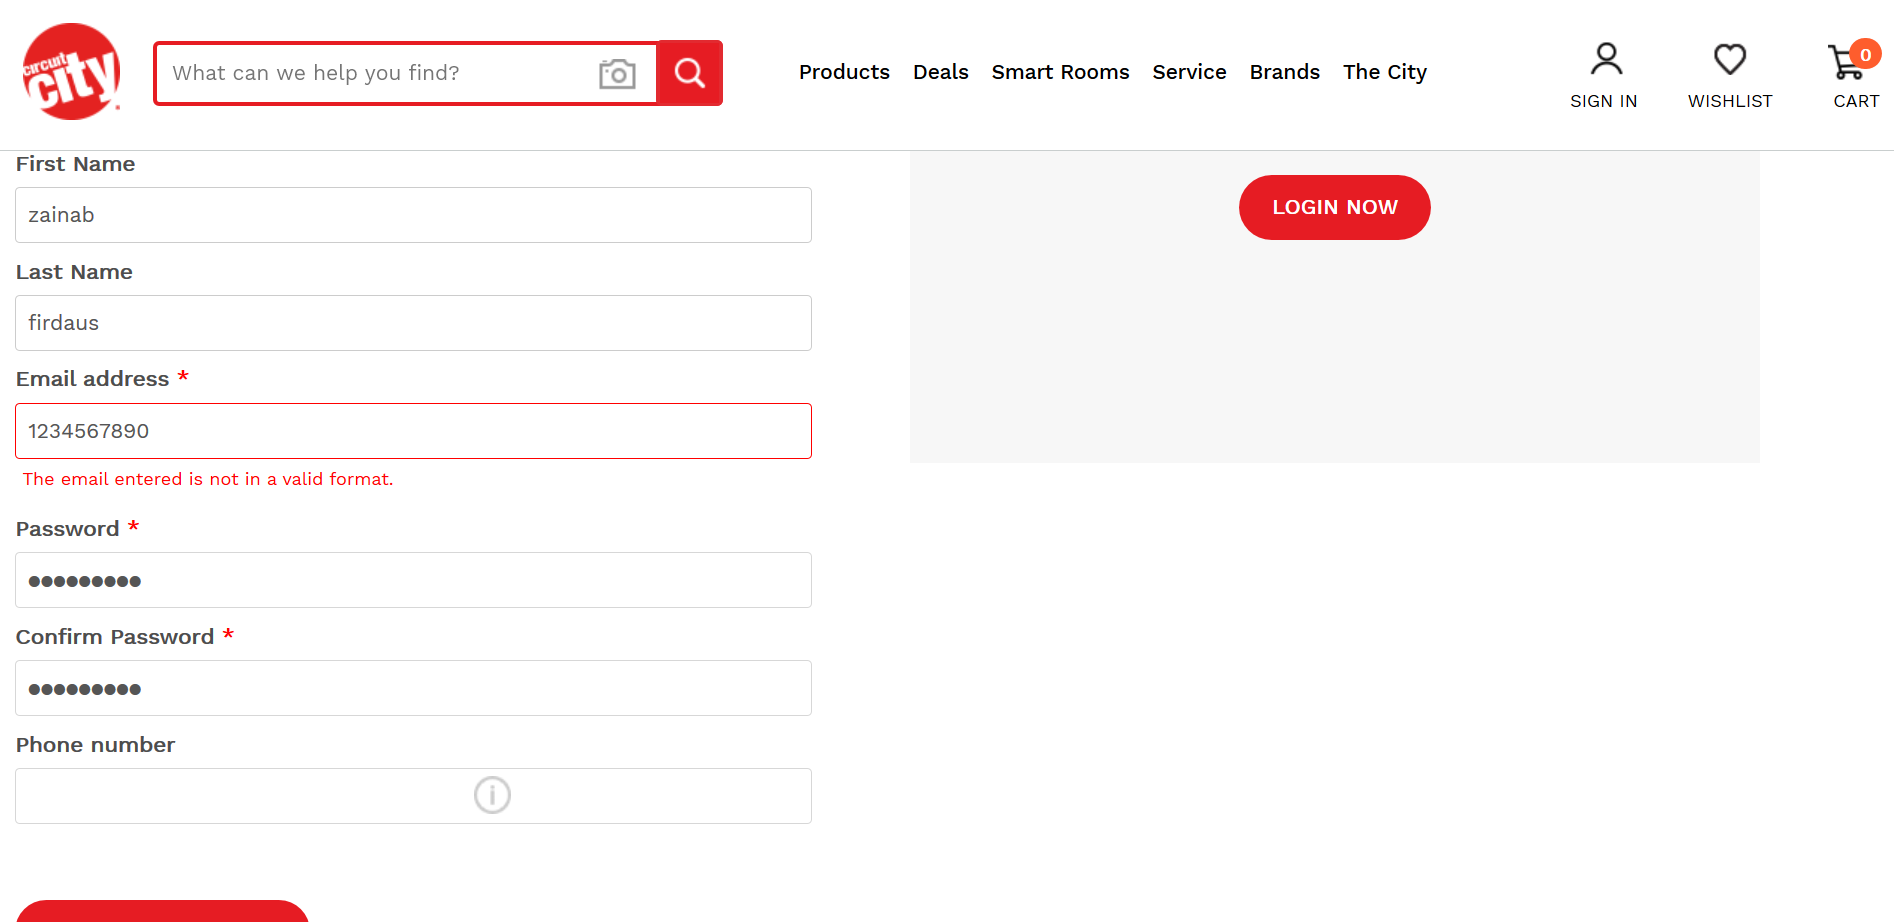 circuit city
What can we help you find?
Products Deals Smart Rooms Service Brands The City
SIGN IN WISHLIST 0 CART
First Name
zainab
Last Name
firdaus
Email address *
1234567890
The email entered is not in a valid format.
Password *
●●●●●●●●●
Confirm Password *
●●●●●●●●●
Phone number
LOGIN NOW